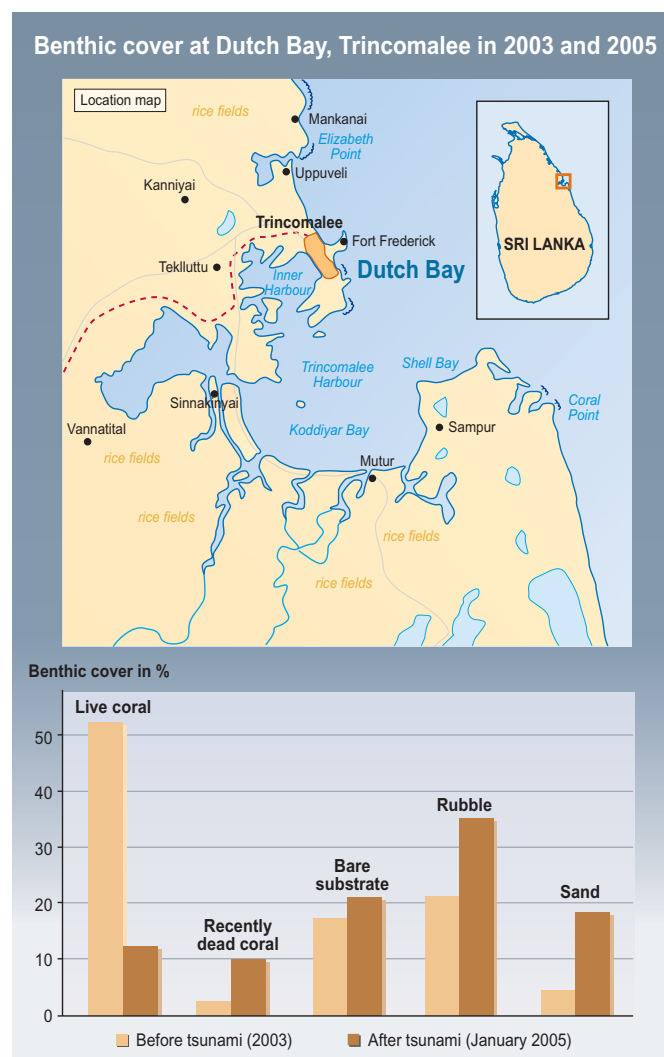 Benthic cover at Dutch Bay, Trincomalee in 2003 and 2005
Location map
rice fields
Mankanai
Elizabeth
Point
Uppuveli
Kanniyai
Trincomalee
Fort Frederick
SRI LANKA
Teklluttu
Inner
Harbour
Dutch Bay
Trincomalee
Harbour
Shell Bay
Sinnakinyai
Coral
Point
Koddiyar Bay
Vannatital
Sampur
rice fields
Mutur
rice fields
rice fields
rice fields
Benthic cover in %
Live coral
50
40
Rubble
30
Bare
substrate
Sand
20
Recently
dead coral
10
0
Before tsunami (2003)
After tsunami (January 2005)